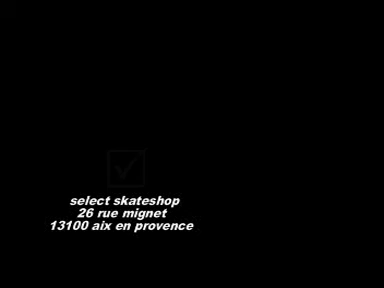 select skateshop
26 rue mignet
13100 aix en provence